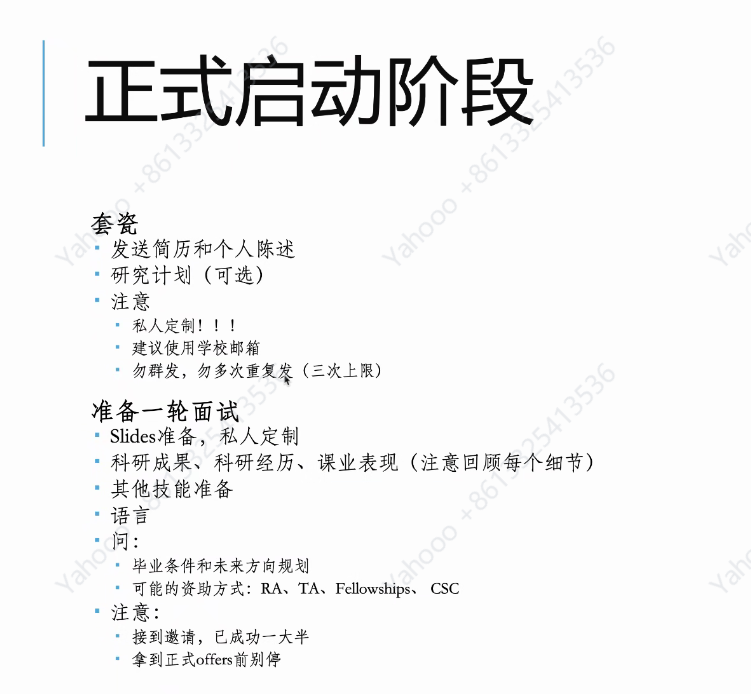 正式启动阶段
套瓷
发送简历和个人陈述
研究计划（可选）
注意
私人定制！！！
建议使用学校邮箱
勿群发，勿多次重复发（三次上限）
准备一轮面试
Slides准备，私人定制
科研成果、科研经历、课业表现（注意回顾每个细节）
其他技能准备
语言
问：
毕业条件和未来方向规划
可能的资助方式：RA、TA、Fellowships、 CSC
注意：
接到邀请，已成功一大半
拿到正式offers前别停
Yahooo +8613325413536
Yahooo +8613325413536
Yahooo +8613325413536
Yahooo +8613325413536